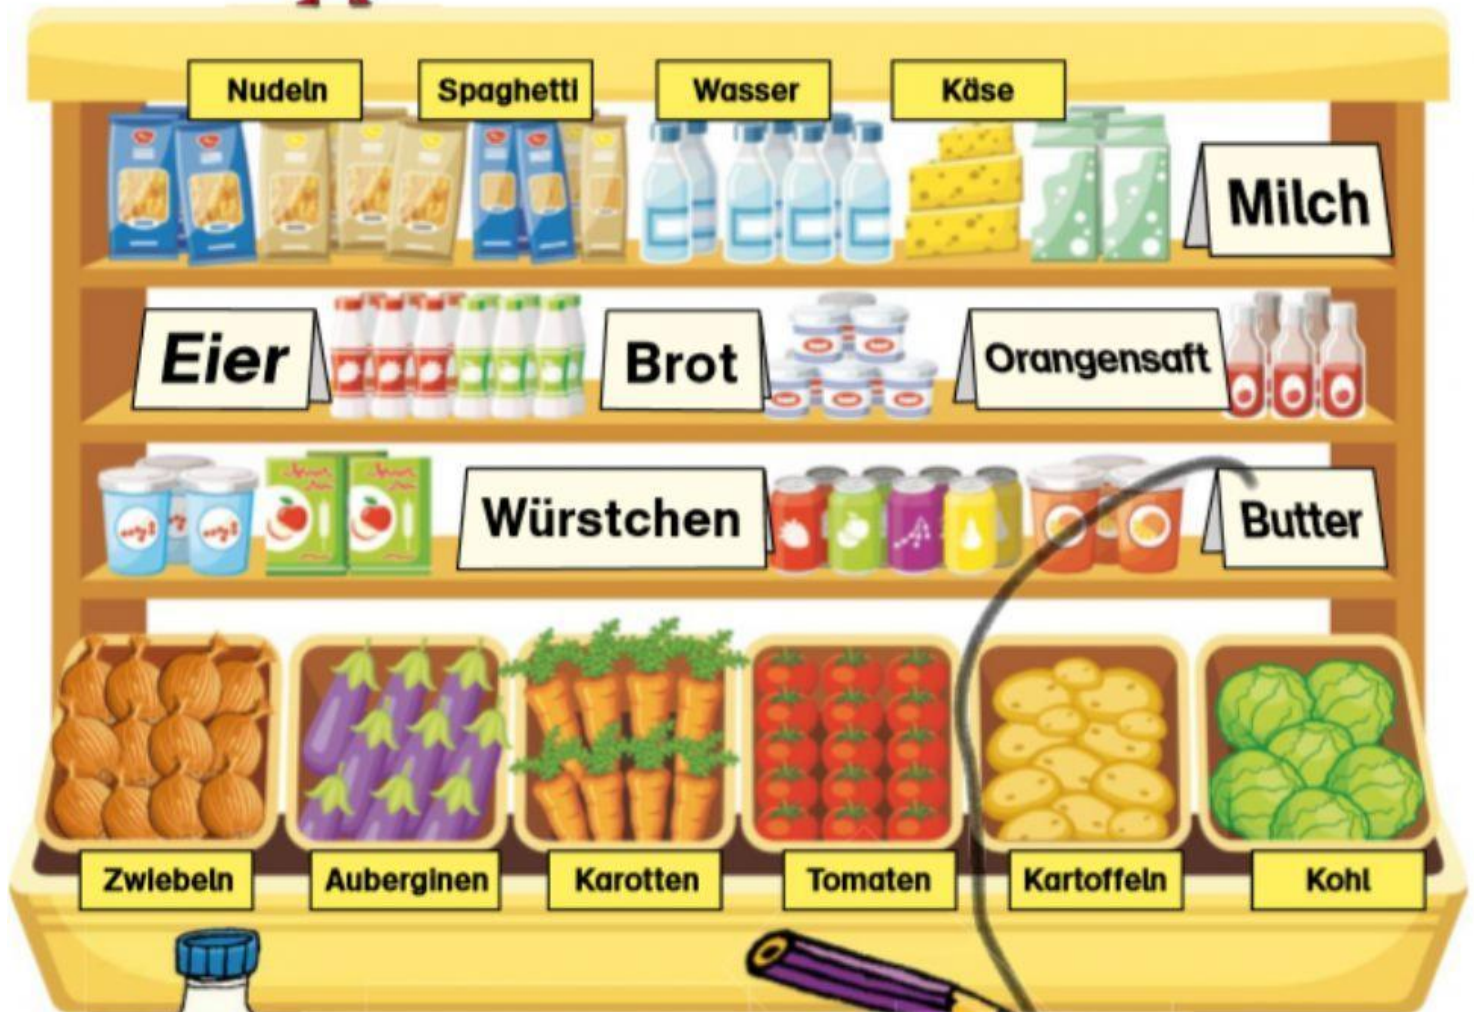 Nudeln
Spaghetti
Wasser
Käse
Milch
Eier
Brot
Orangensaft
Würstchen
Butter
Zwiebeln
Auberginen
Karotten
Tomaten
Kartoffeln
Kohl